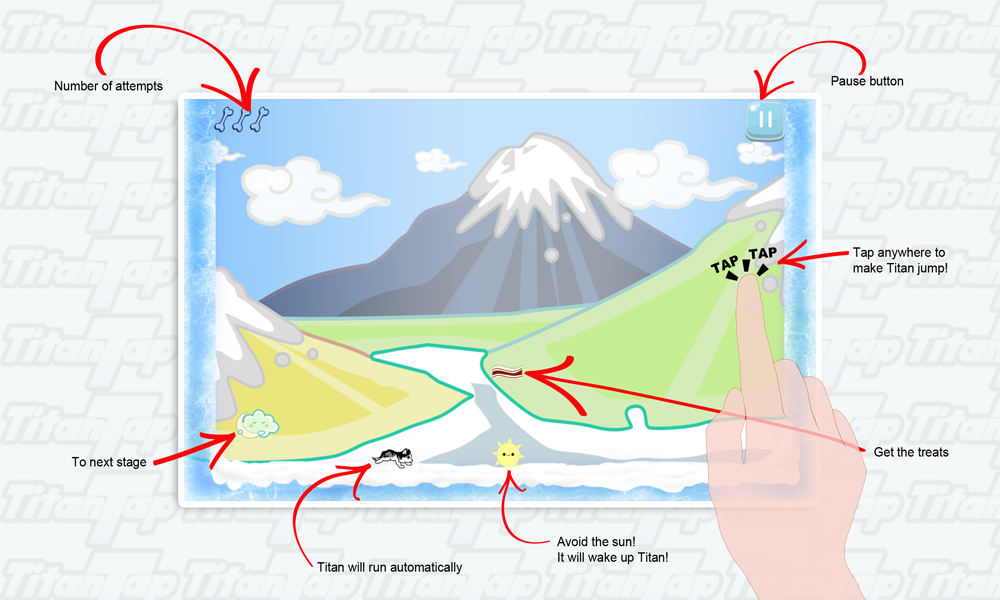 Number of attempts
Pause button
TAP TAP
Tap anywhere to
make Titan jump!
To next stage
Get the treats
Avoid the sun!
It will wake up Titan!
Titan will run automatically
TitanTap